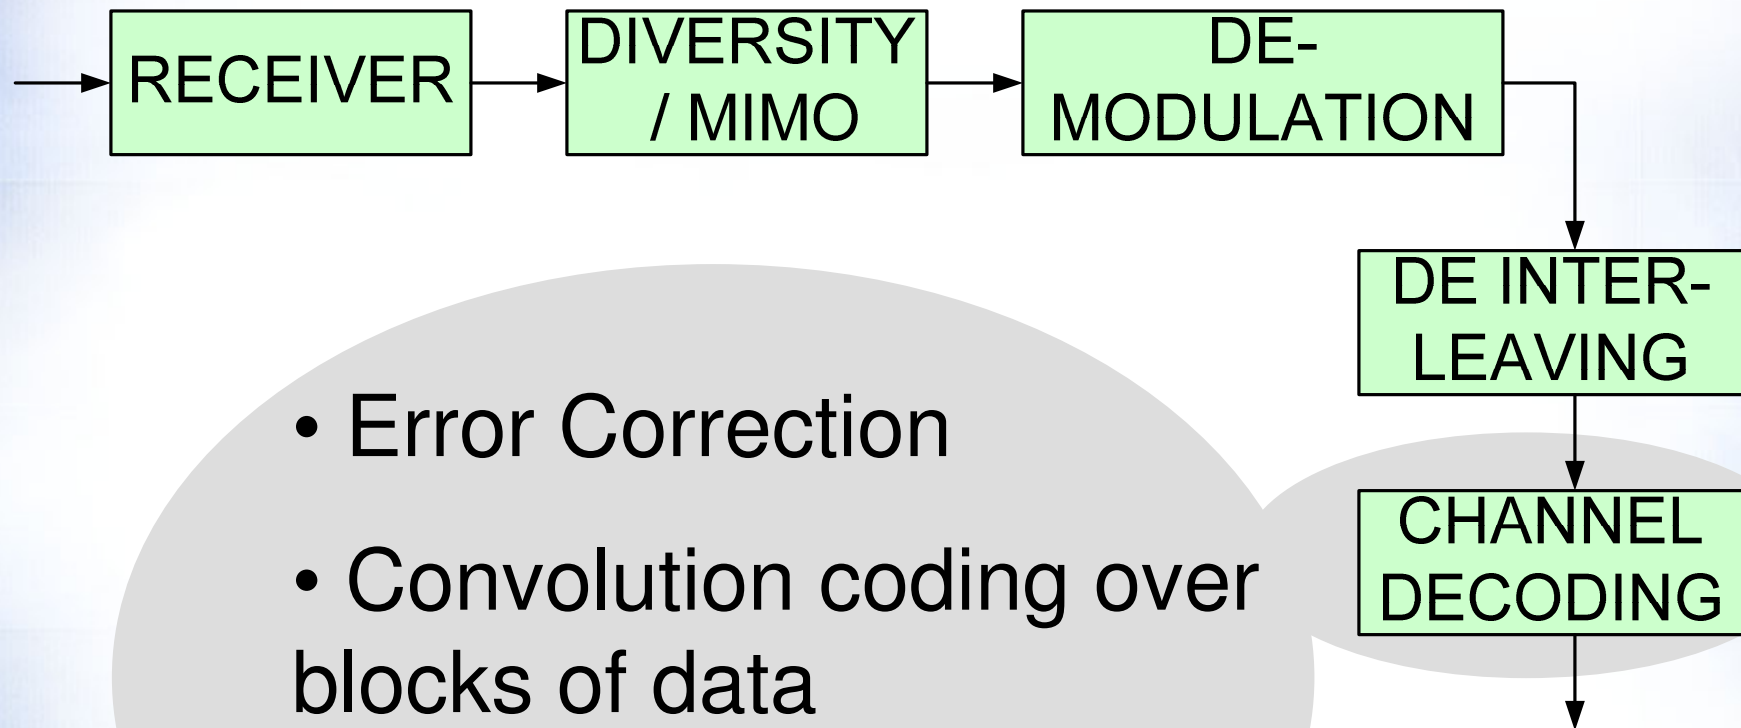 RECEIVER
DIVERSITY
/ MIMO
DE-
MODULATION
DE INTER-
LEAVING
• Error Correction
• Convolution coding over
blocks of data
CHANNEL
DECODING